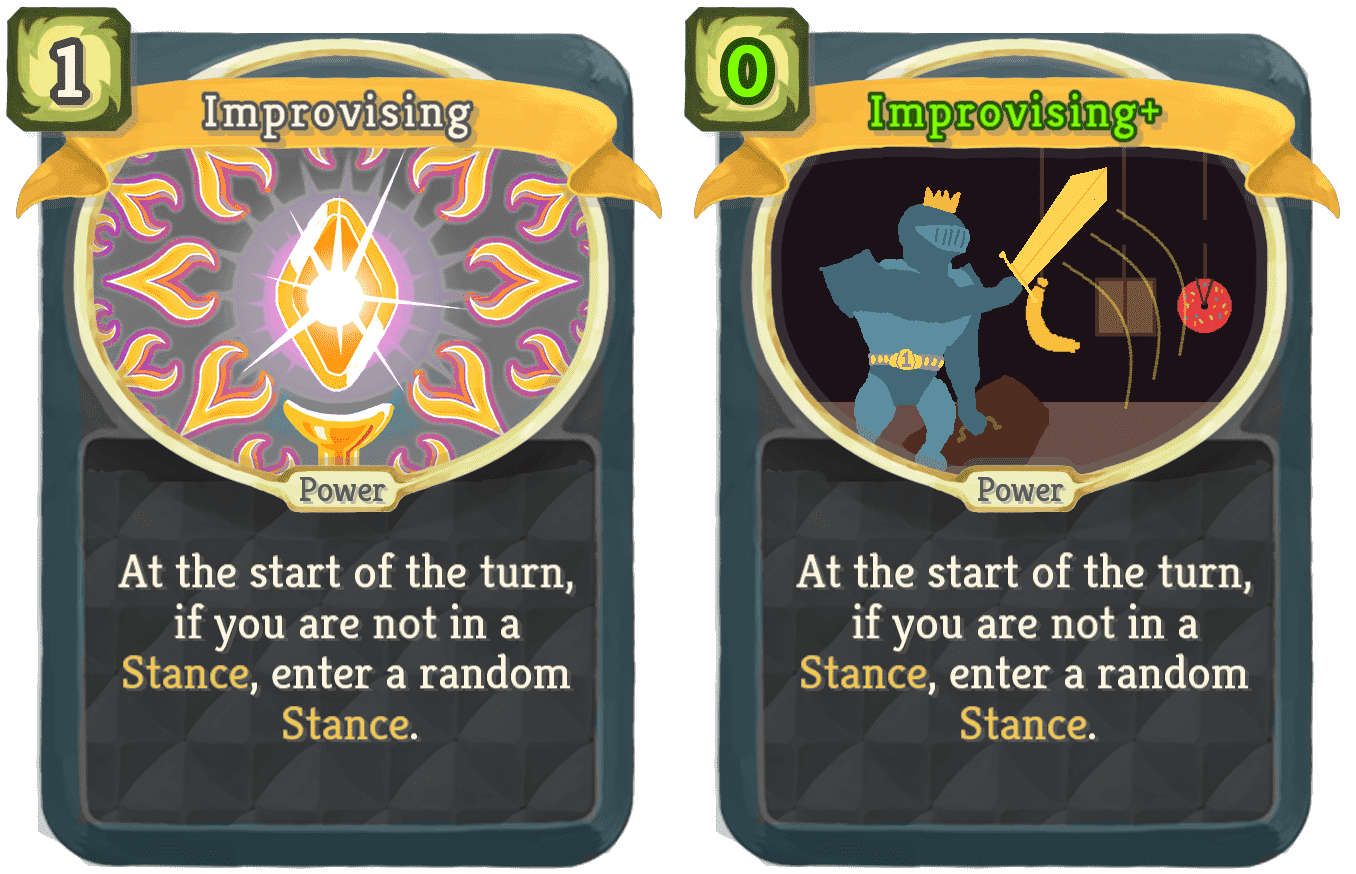 1
Improvising
Power
At the start of the turn,
if you are not in a
Stance, enter a random
Stance.
0
Improvising+
1
Power
At the start of the turn,
if you are not in a
Stance, enter a random
Stance.